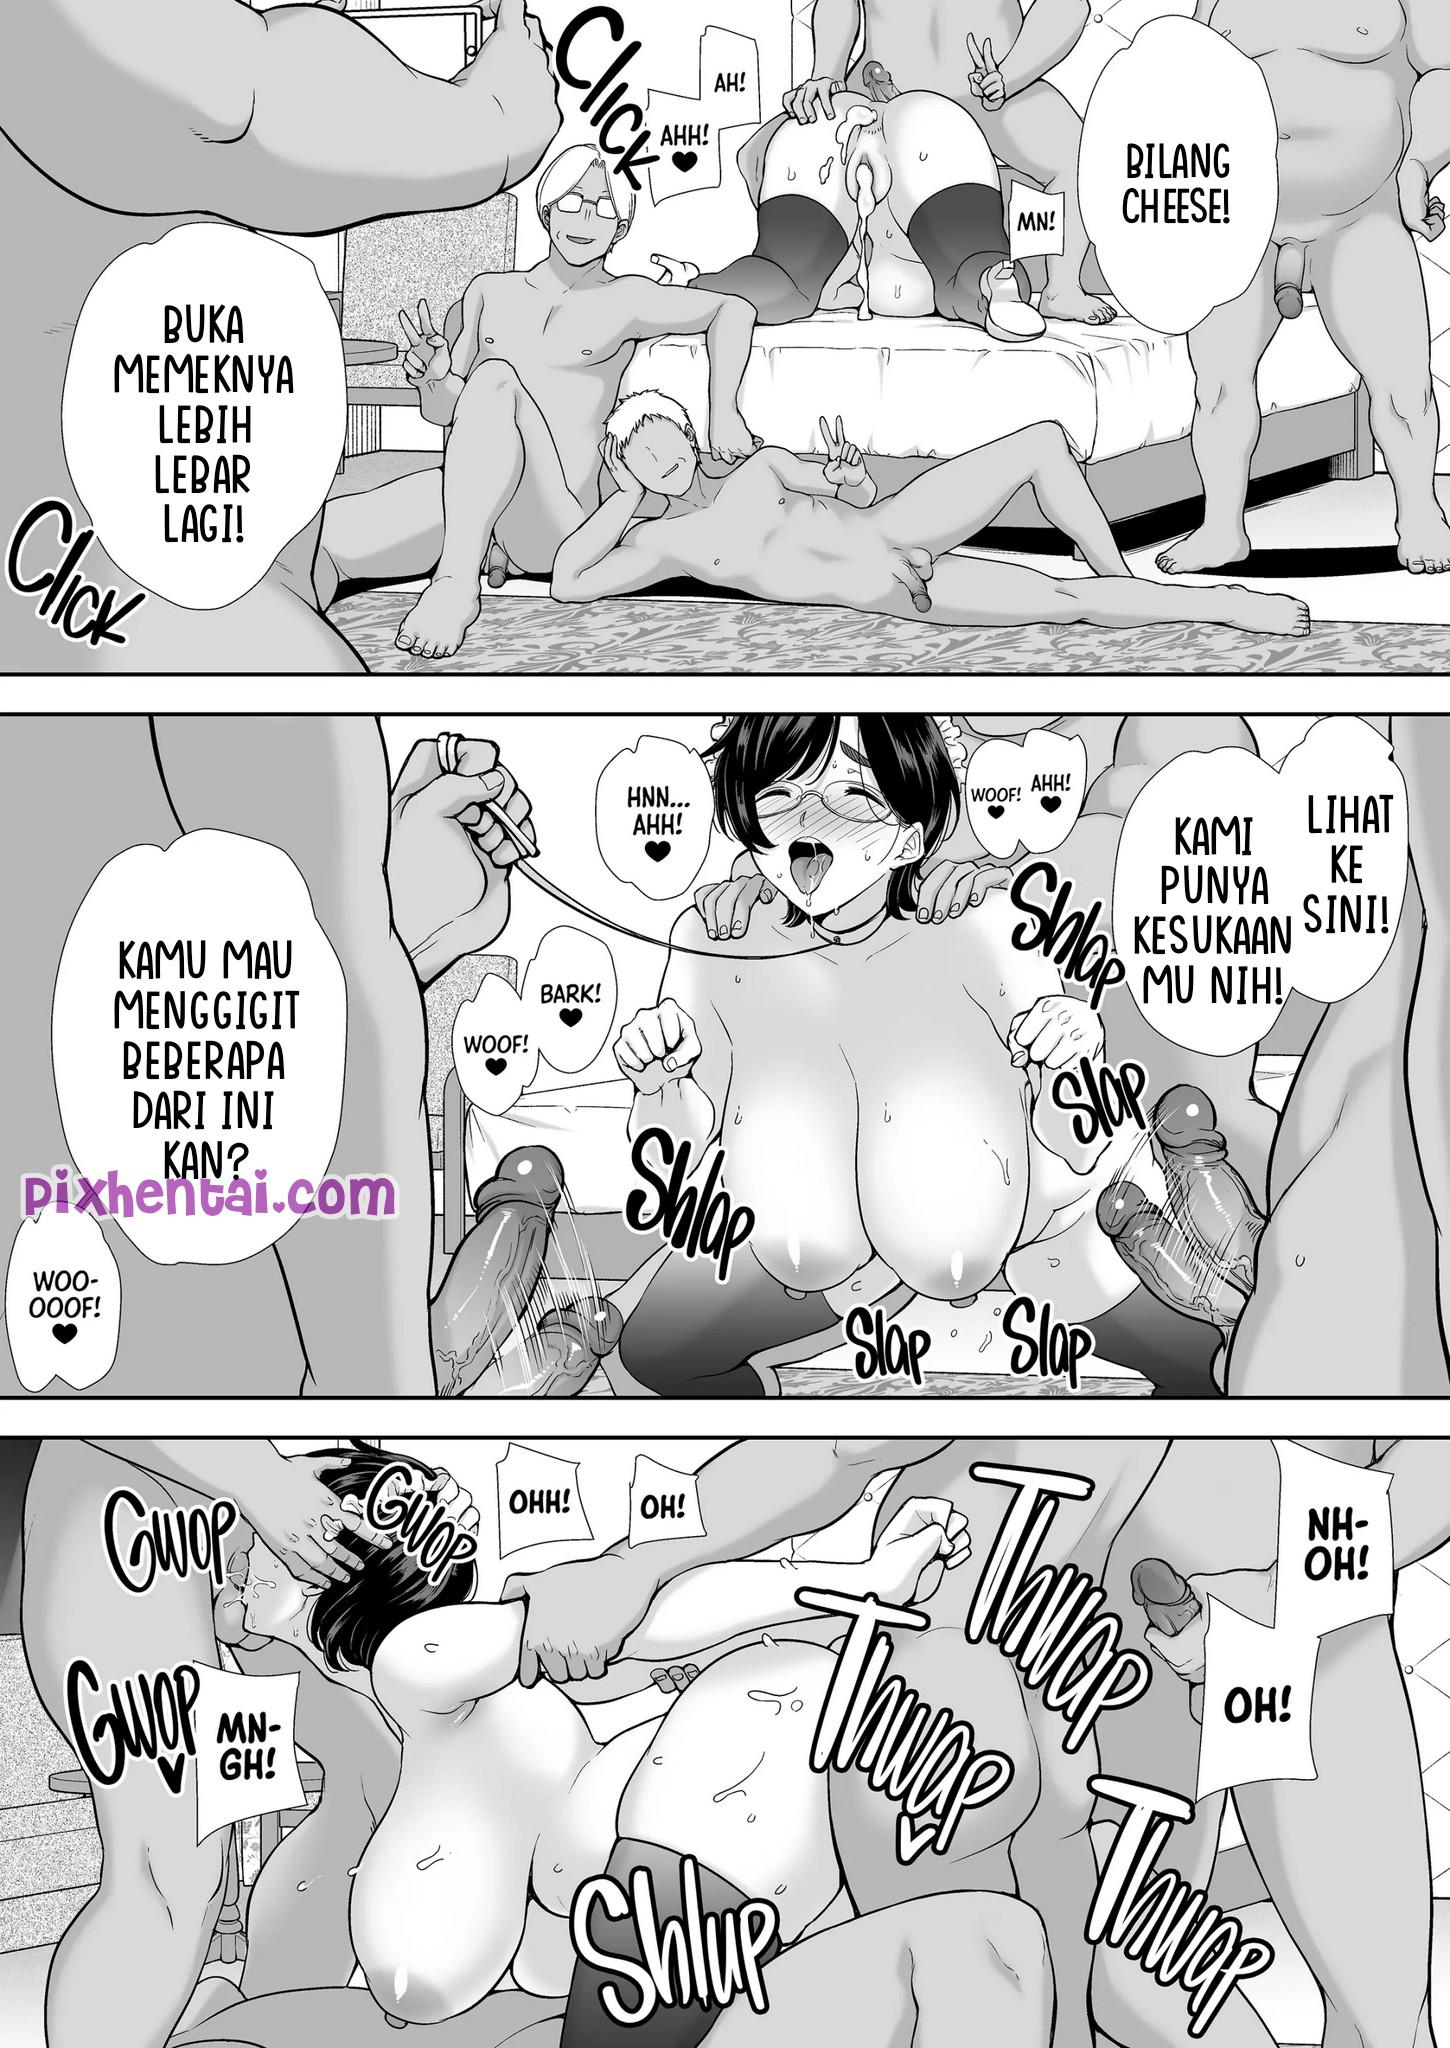 CLICK
AH!
AHH!
BILANG
CHEESE!
MN!
BUKA
MEMEKNYA
LEBIH
LEBAR
LAGI!
CLICK
LIHAT
KE
SINI!
KAMI
PUNYA
KESUKAAN
MU NIH!
AHH!
WOOF!
HNN...
AHH!
SHLAP
BARK!
WOOF!
KAMU MAU
MENGGIGIT
BEBERAPA
DARI INI
KAN?
pixhentai.com
SLAP
SHLAP
WOO-
OOOF!
SLAP
SLAP
GWOP
GWOP
OHH!
OH!
THWAP
NH-
OH!
THWAP
GWOP
MN-
GH!
OH!
THWAP
SHLUP